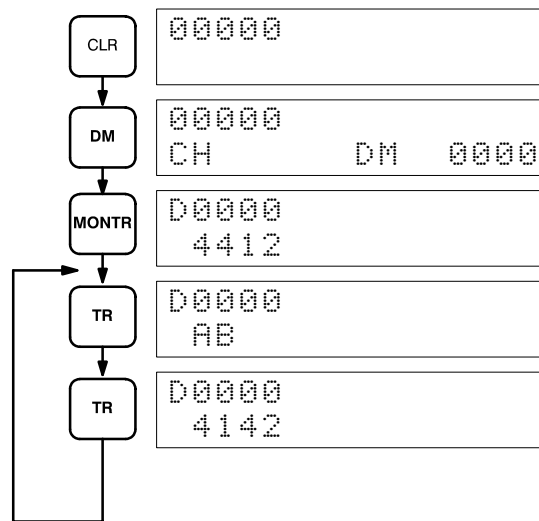 CLR
00000
DM
00000
CH DM 0000
MONTR
D0000
4412
TR
D0000
AB
TR
D0000
4142